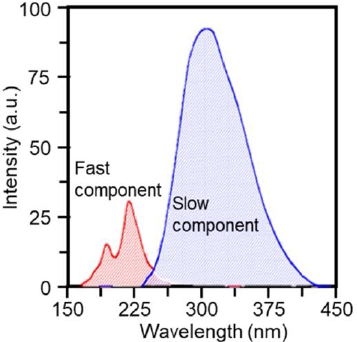 100
75
50
25
0
Intensity (a.u.)
Fast
component
Slow
component
150 225 300 375 450
Wavelength (nm)